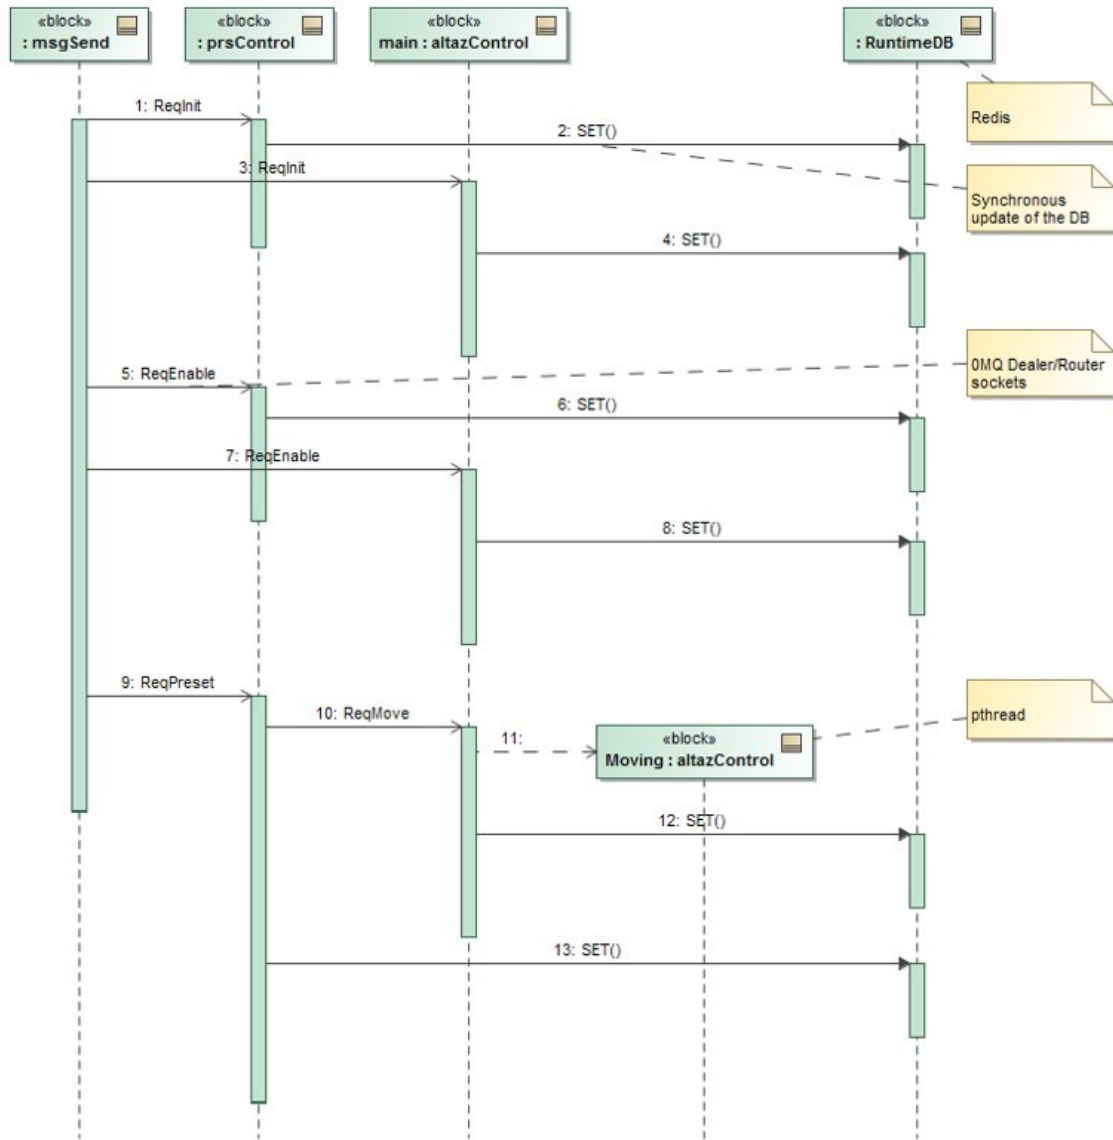 «block»
: msgSend
«block»
: prsControl
«block»
main : altazControl
«block»
: RuntimeDB
1: ReqInit
Redis
2: SET()
3: ReqInit
Synchronous
update of the DB
4: SET()
5: ReqEnable
0MQ Dealer/Router
sockets
6: SET()
7: ReqEnable
8: SET()
9: ReqPreset
10: ReqMove
pthread
11:
«block»
Moving : altazControl
12: SET()
13: SET()